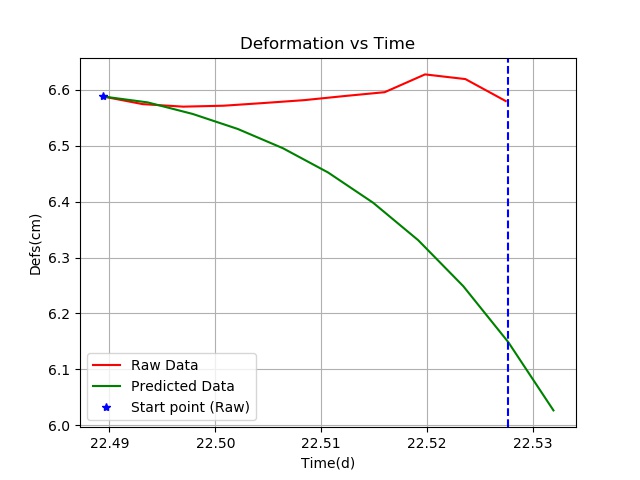 Deformation vs Time
Defs(cm)
6.6
6.5
6.4
6.3
6.2
6.1
6.0
Raw Data
Predicted Data
Start point (Raw)
22.49 22.50 22.51 22.52 22.53
Time(d)